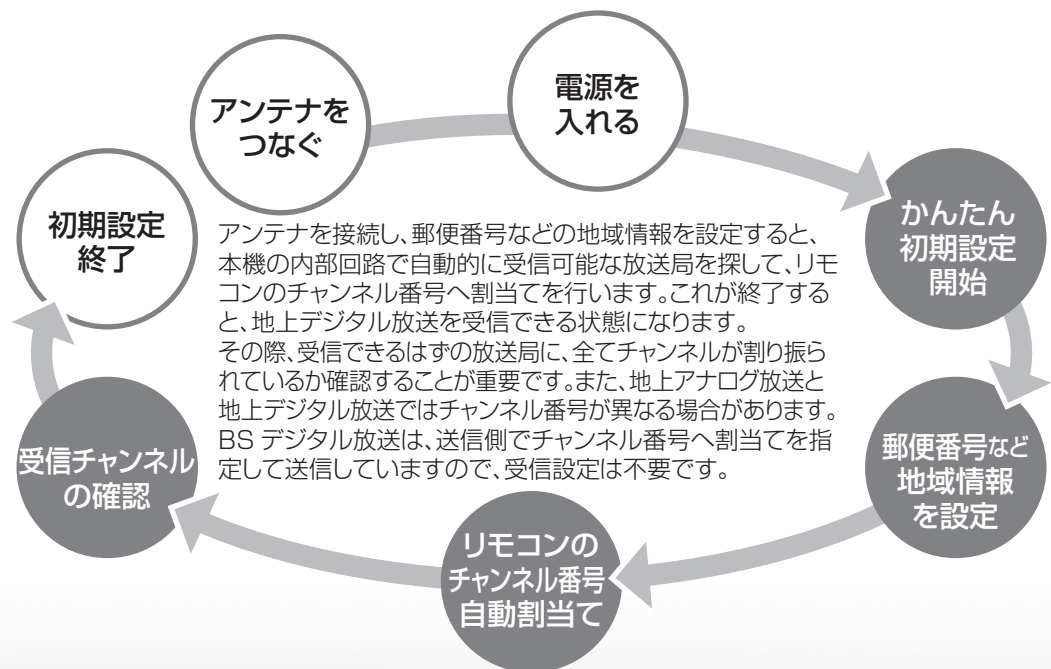 アンテナを
つなぐ
電源を
入れる
かんたん
初期設定
開始
郵便番号など
地域情報
を設定
リモコンの
チャンネル番号
自動割当て
受信チャンネル
の確認
初期設定
終了
アンテナを接続し、郵便番号などの地域情報を設定すると、
本機の内部回路で自動的に受信可能な放送局を探して、リモ
コンのチャンネル番号へ割当てを行います。これが終了する
と、地上デジタル放送を受信できる状態になります。
その際、受信できるはずの放送局に、全てチャンネルが割り振ら
れているか確認することが重要です。また、地上アナログ放送と
地上デジタル放送ではチャンネル番号が異なる場合があります。
BS デジタル放送は、送信側でチャンネル番号へ割当てを指
定して送信していますので、受信設定は不要です。